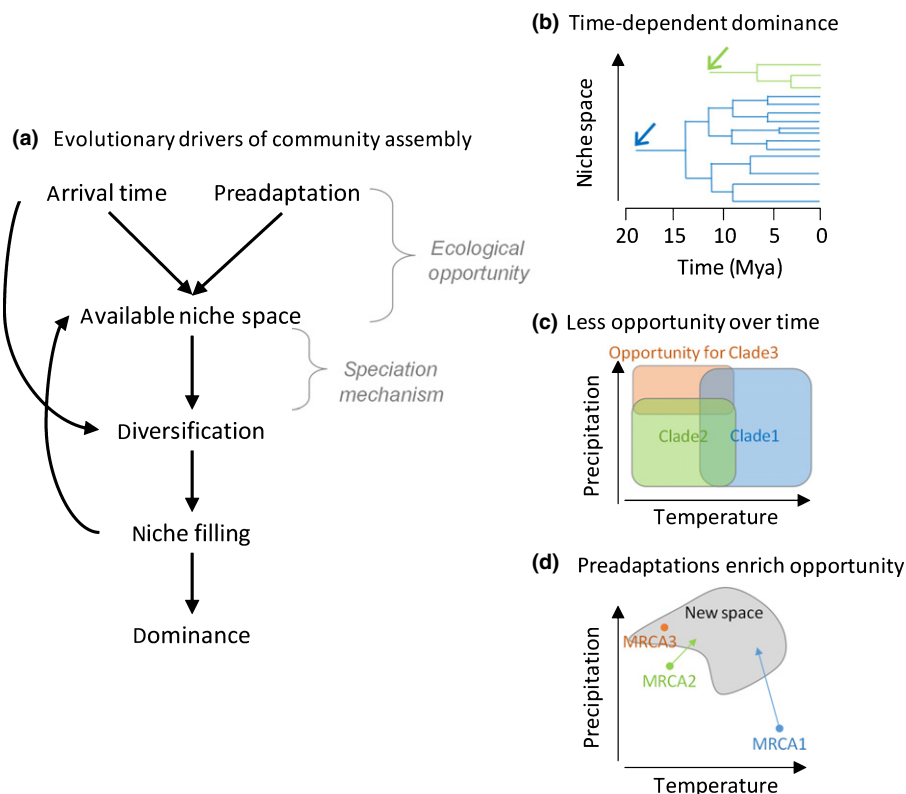 (a) Evolutionary drivers of community assembly
Arrival time
Preadaptation
Ecological
opportunity
Available niche space
Speciation
mechanism
Diversification
Niche filling
Dominance
(b) Time-dependent dominance
Niche space
20 15 10 5 0
Time (Mya)
(c) Less opportunity over time
Opportunity for Clade3
Precipitation
Clade2
Clade1
Temperature
(d) Preadaptations enrich opportunity
New space
MRCA3
MRCA2
MRCA1
Precipitation
Temperature